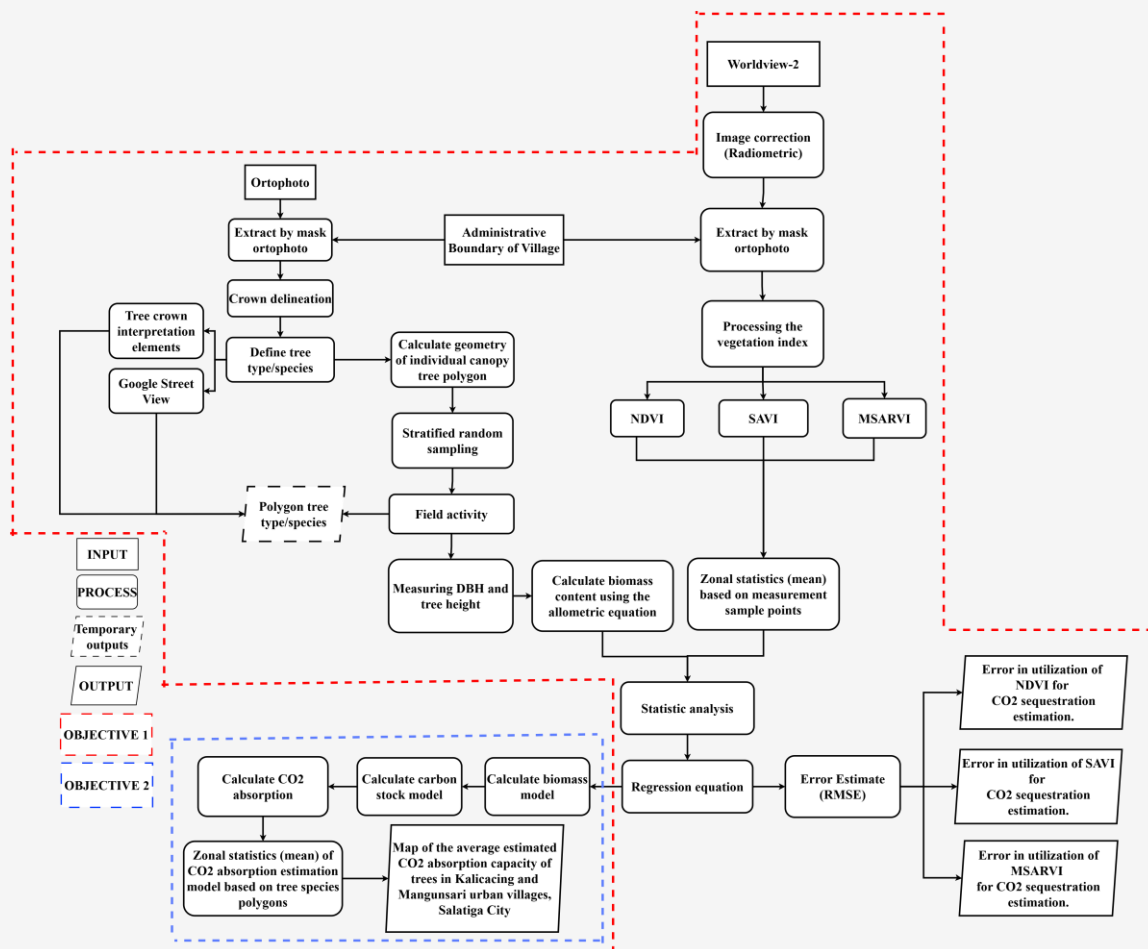 Worldview-2
Image correction
(Radiometric)
Ortophoto
Extract by mask
ortophoto
Administrative
Boundary of Village
Extract by mask
ortophoto
Crown delineation
Tree crown
interpretation
elements
Define tree
type/species
Calculate geometry
of individual canopy
tree polygon
Processing the
vegetation index
Google Street
View
NDVI
SAVI
MSARVI
Stratified random
sampling
Polygon tree
type/species
Field activity
INPUT
PROCESS
Temporary
outputs
OUTPUT
OBJECTIVE 1
OBJECTIVE 2
Measuring DBH and
tree height
Calculate biomass
content using the
allometric equation
Zonal statistics (mean)
based on measurement
sample points
Statistic analysis
Error in utilization of
NDVI for
CO2 sequestration
estimation.
Calculate CO2
absorption
Calculate carbon
stock model
Calculate biomass
model
Regression equation
Error Estimate
(RMSE)
Error in utilization of SAVI
for
CO2 sequestration
estimation.
Zonal statistics (mean) of
CO2 absorption estimation
model based on tree species
polygons
Map of the average estimated
CO2 absorption capacity of
trees in Kalicacing and
Mangunsari urban villages,
Salatiga City
Error in utilization of
MSARVI
for CO2 sequestration
estimation.